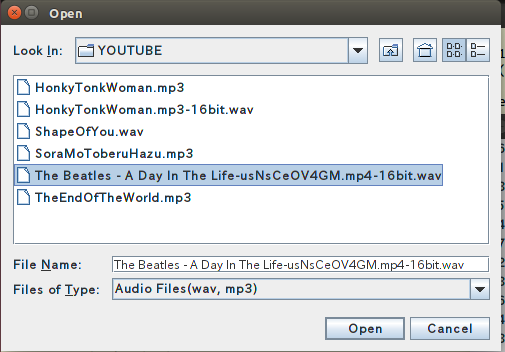 Open
Look In: YOUTUBE
HonkyTonkWoman.mp3
HonkyTonkWoman.mp3-16bit.wav
ShapeOfYou.wav
SoraMoToberuHazu.mp3
The Beatles - A Day In The Life-usNsCeOV4GM.mp4-16bit.wav
TheEndOfTheWorld.mp3
File Name: The Beatles - A Day In The Life-usNsCeOV4GM.mp4-16bit.wav
Files of Type: Audio Files(wav, mp3)
Open Cancel